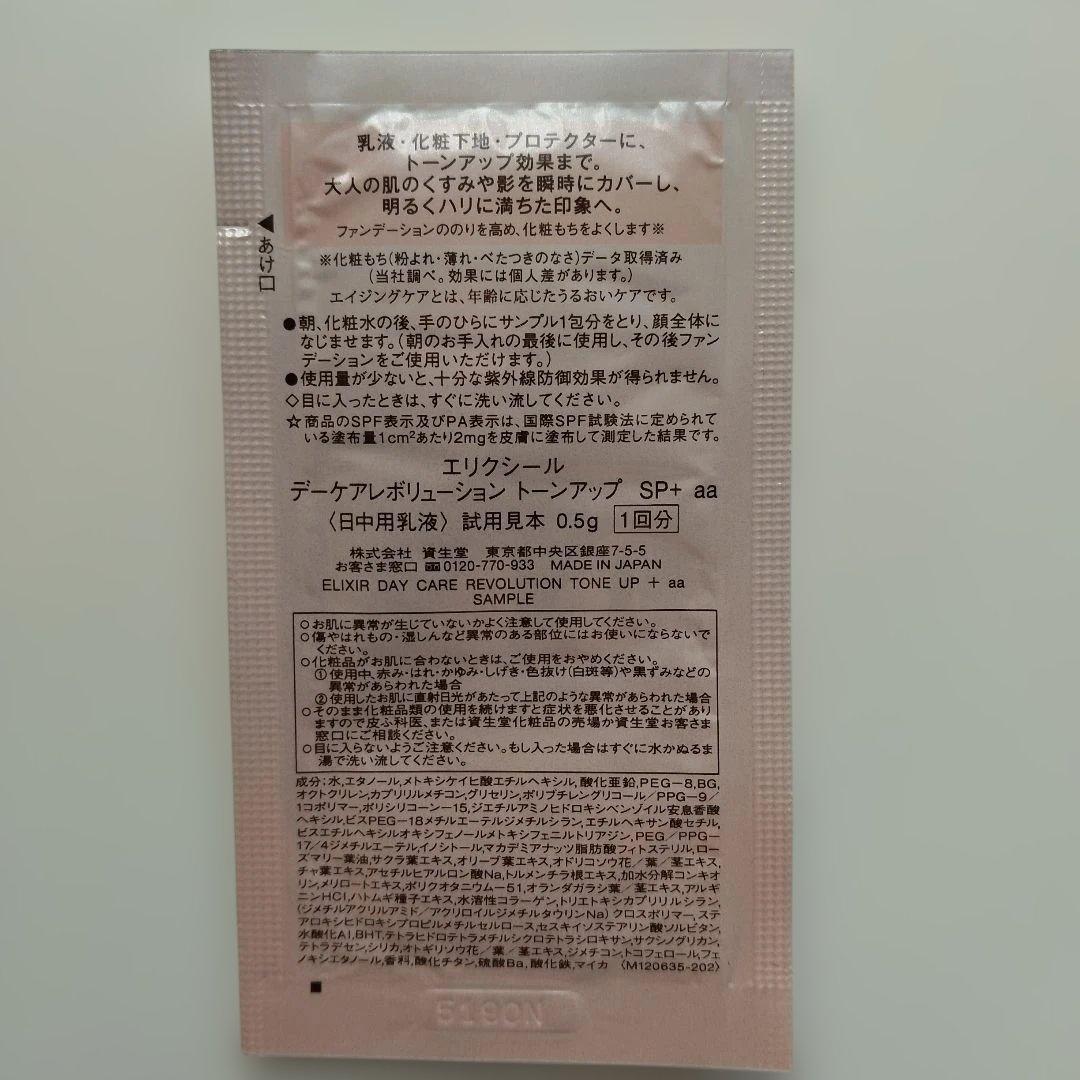 乳液・化粧下地・プロテクターに、
トーンアップ効果まで。
大人の肌のくすみや影を瞬時にカバーし、
明るくハリに満ちた印象へ。
ファンデーションののりを高め、化粧もちをよくします※
◀あけ口
※化粧もち(粉よれ・薄れ・べたつきのなさ)データ取得済み
(当社調べ。効果には個人差があります。)
エイジングケアとは、年齢に応じたうるおいケアです。
●朝、化粧水の後、手のひらにサンプル1包分をとり、顔全体に
なじませます。(朝のお手入れの最後に使用し、その後ファン
デーションをご使用いただけます。)
●使用量が少ないと、十分な紫外線防御効果が得られません。
◇目に入ったときは、すぐに洗い流してください。
☆商品のSPF表示及びPA表示は、国際SPF試験法に定められて
いる塗布量1cm²あたり2mgを皮膚に塗布して測定した結果です。
エリクシール
デーケアレボリューション トーンアップ SP+ aa
〈日中用乳液〉試用見本 0.5g 1回分
株式会社 資生堂 東京都中央区銀座7-5-5
お客さま窓口 0120-770-933 MADE IN JAPAN
ELIXIR DAY CARE REVOLUTION TONE UP + aa
SAMPLE
○お肌に異常が生じていないかよく注意して使用してください。
○傷やはれもの・湿しんなど異常のある部位にはお使いにならないで
ください。
○化粧品がお肌に合わないときは、ご使用をおやめください。
①使用中、赤み・はれ・かゆみ・しげき・色抜け(白斑等)や黒ずみなどの
異常があらわれた場合
②使用したお肌に直射日光があたって上記のような異常があらわれた場合
○そのまま化粧品類の使用を続けますと症状を悪化させることがあり
ますので皮ふ科医、または資生堂化粧品の売場か資生堂お客さま
窓口にご相談ください。
○目に入らないようご注意ください。もし入った場合はすぐに水かぬるま
湯で洗い流してください。
成分:水,エタノール,メトキシケイヒ酸エチルヘキシル,酸化亜鉛,PEG-8,BG,
オクトクリレン,カプリリルメチコン,グリセリン,ポリブチレングリコール/PPG-9/
1コポリマー,ポリシリコーン-15,ジエチルアミノヒドロキシベンゾイル安息香酸
ヘキシル,ビスPEG-18メチルエーテルジメチルシラン,エチルヘキサン酸セチル,
ビスエチルヘキシルオキシフェノールメトキシフェニルトリアジン,PEG/PPG-
17/4ジメチルエーテル,イノシトール,マカデミアナッツ脂肪酸フィトステリル,ロー
ズマリー葉油,サクラ葉エキス,オリーブ葉エキス,オドリコソウ花/葉/茎エキス,
チャ葉エキス,アセチルヒアルロン酸Na,トルメンチラ根エキス,加水分解コンキオ
リン,メリロートエキス,ポリクオタニウム-51,オランダガラシ葉/茎エキス,アルギ
ニンHCl,ハトムギ種子エキス,水溶性コラーゲン,トリエトキシカプリリルシラン,
(ジメチルアクリルアミド/アクリロイルジメチルタウリンNa)クロスポリマー,ステ
アロキシヒドロキシプロピルメチルセルロース,セスキイソステアリン酸ソルビタン,
水酸化Al,BHT,テトラヒドロテトラメチルシクロテトラシロキサン,サクシノグリカン,
テトラデセン,シリカ,オトギリソウ花/葉/茎エキス,ジメチコン,トコフェロール,フェ
ノキシエタノール,香料,酸化チタン,硫酸Ba,酸化鉄,マイカ 〈M120635-202〉
5190N